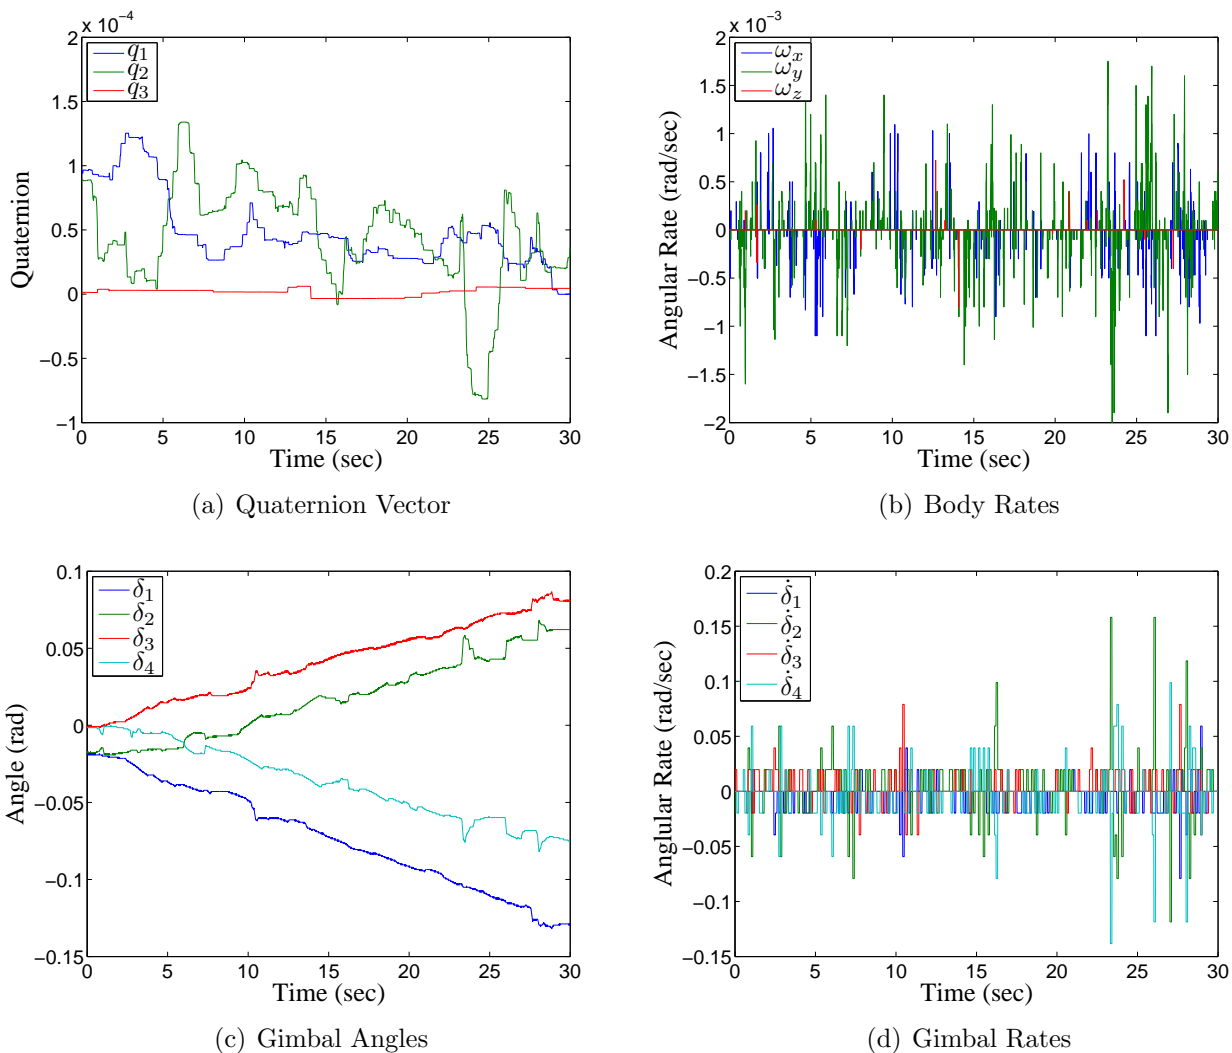 x 10⁻⁴
2
1.5
1
0.5
0
−0.5
−1
q₁
q₂
q₃
Quaternion
0 5 10 15 20 25 30
Time (sec)
(a) Quaternion Vector
x 10⁻³
2
1.5
1
0.5
0
−0.5
−1
−1.5
−2
ωₓ
ω_y
ω_z
Angular Rate (rad/sec)
0 5 10 15 20 25 30
Time (sec)
(b) Body Rates
0.1
0.05
0
−0.05
−0.1
−0.15
δ₁
δ₂
δ₃
δ₄
Angle (rad)
0 5 10 15 20 25 30
Time (sec)
(c) Gimbal Angles
0.2
0.15
0.1
0.05
0
−0.05
−0.1
−0.15
δ̇₁
δ̇₂
δ̇₃
δ̇₄
Anglular Rate (rad/sec)
0 5 10 15 20 25 30
Time (sec)
(d) Gimbal Rates